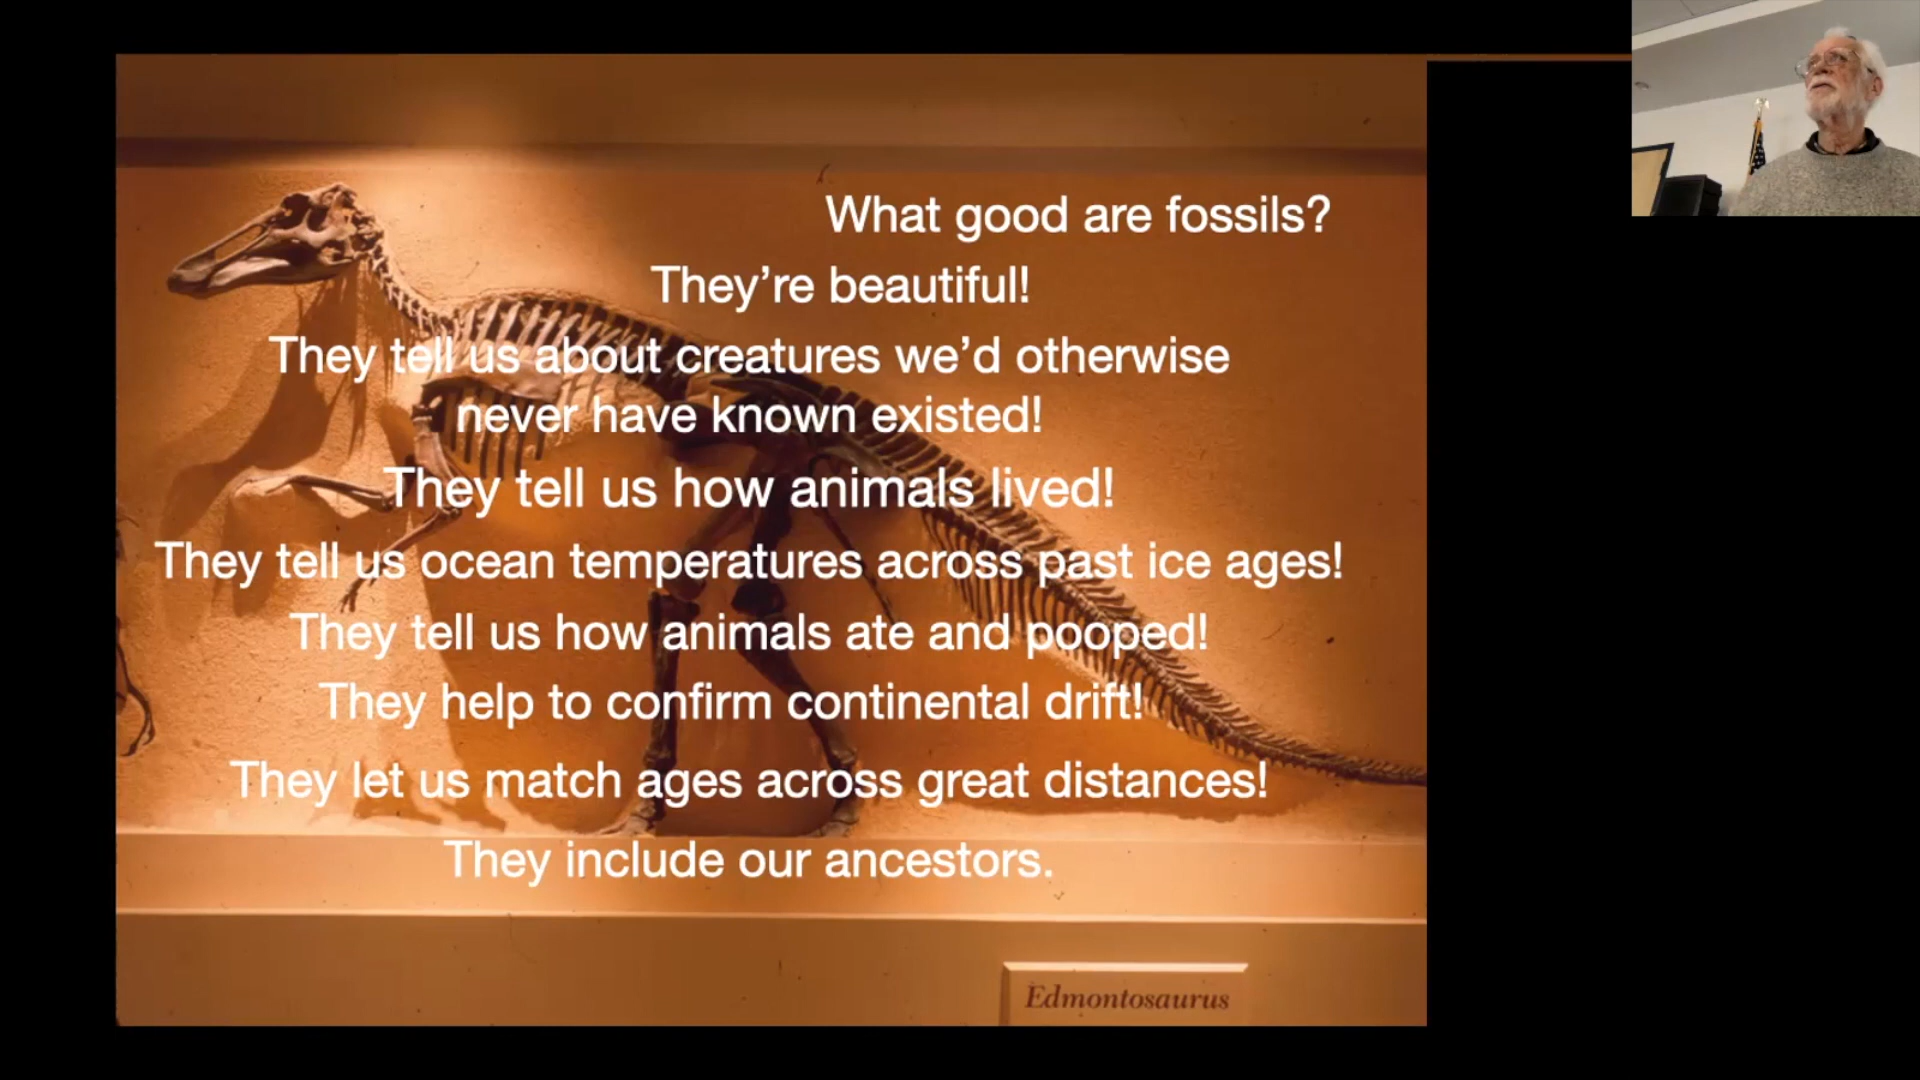 What good are fossils?
They're beautiful!
They tell us about creatures we'd otherwise
never have known existed!
They tell us how animals lived!
They tell us ocean temperatures across past ice ages!
They tell us how animals ate and pooped!
They help to confirm continental drift!
They let us match ages across great distances!
They include our ancestors.
Edmontosaurus